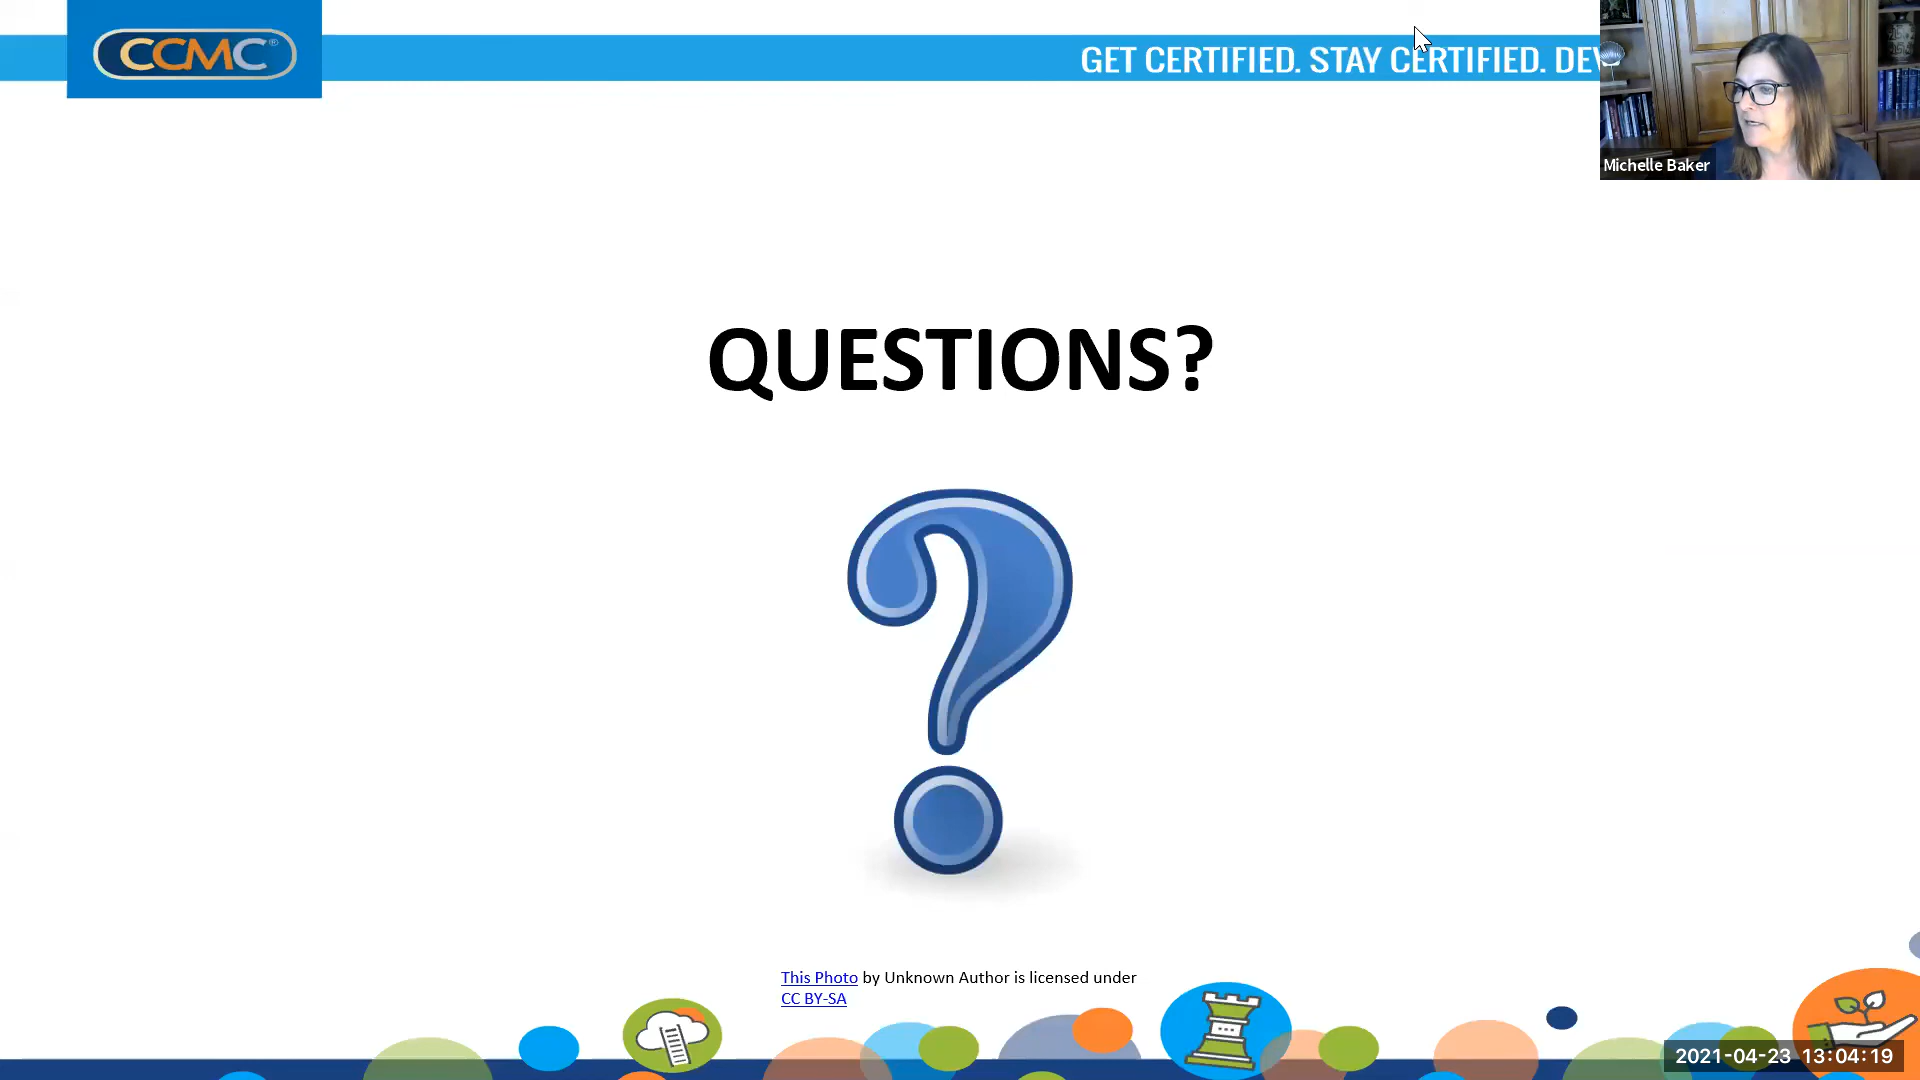 CCMC®
GET CERTIFIED. STAY CERTIFIED. DEV
Michelle Baker
QUESTIONS?
This Photo by Unknown Author is licensed under
CC BY-SA
2021-04-23 13:04:19